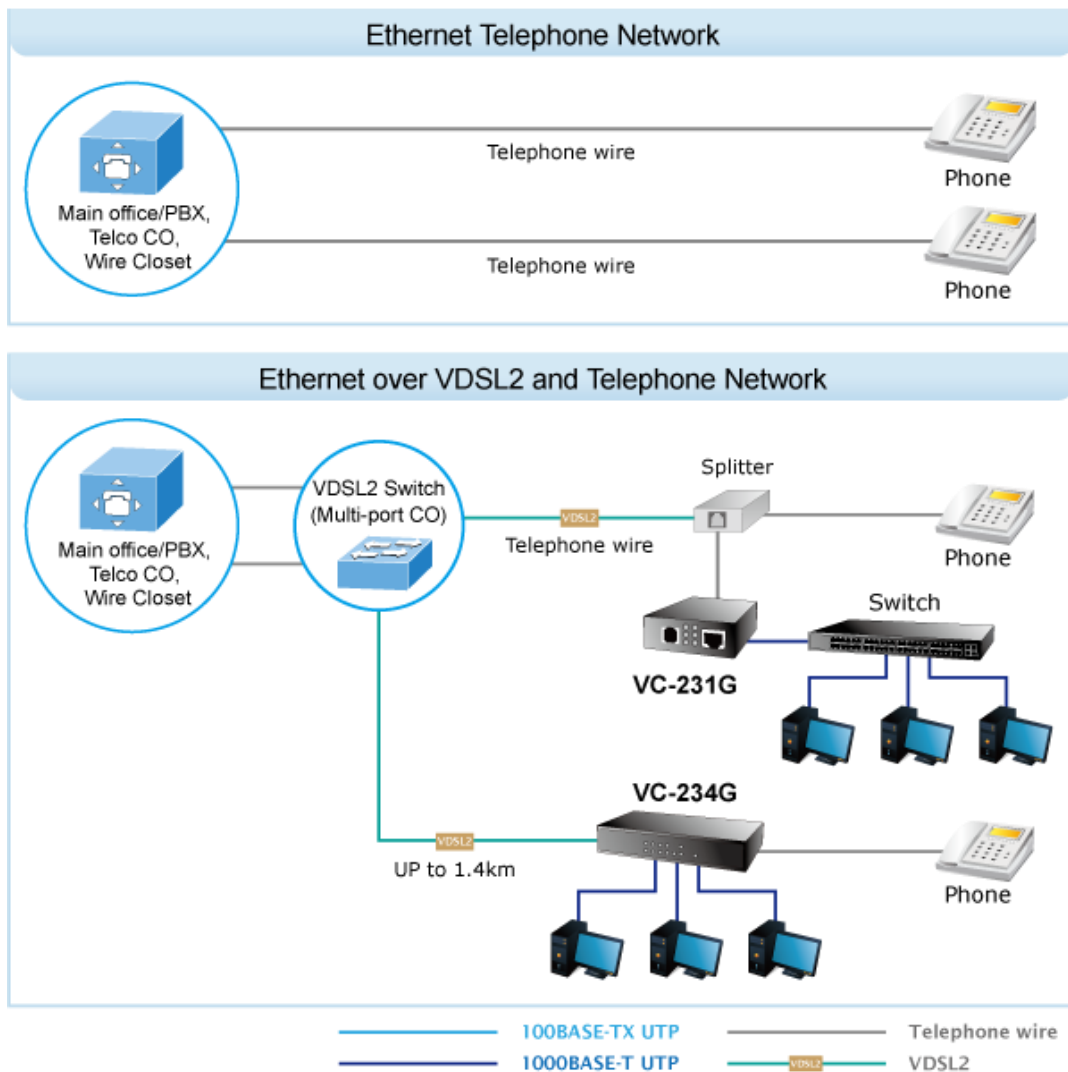 Ethernet Telephone Network
Telephone wire
Phone
Main office/PBX,
Telco CO,
Wire Closet
Telephone wire
Phone
Ethernet over VDSL2 and Telephone Network
Splitter
VDSL2 Switch
(Multi-port CO)
VDSL2
Telephone wire
Phone
Main office/PBX,
Telco CO,
Wire Closet
Switch
VC-231G
VC-234G
VDSL2
UP to 1.4km
Phone
100BASE-TX UTP
Telephone wire
1000BASE-T UTP
VDSL2
VDSL2